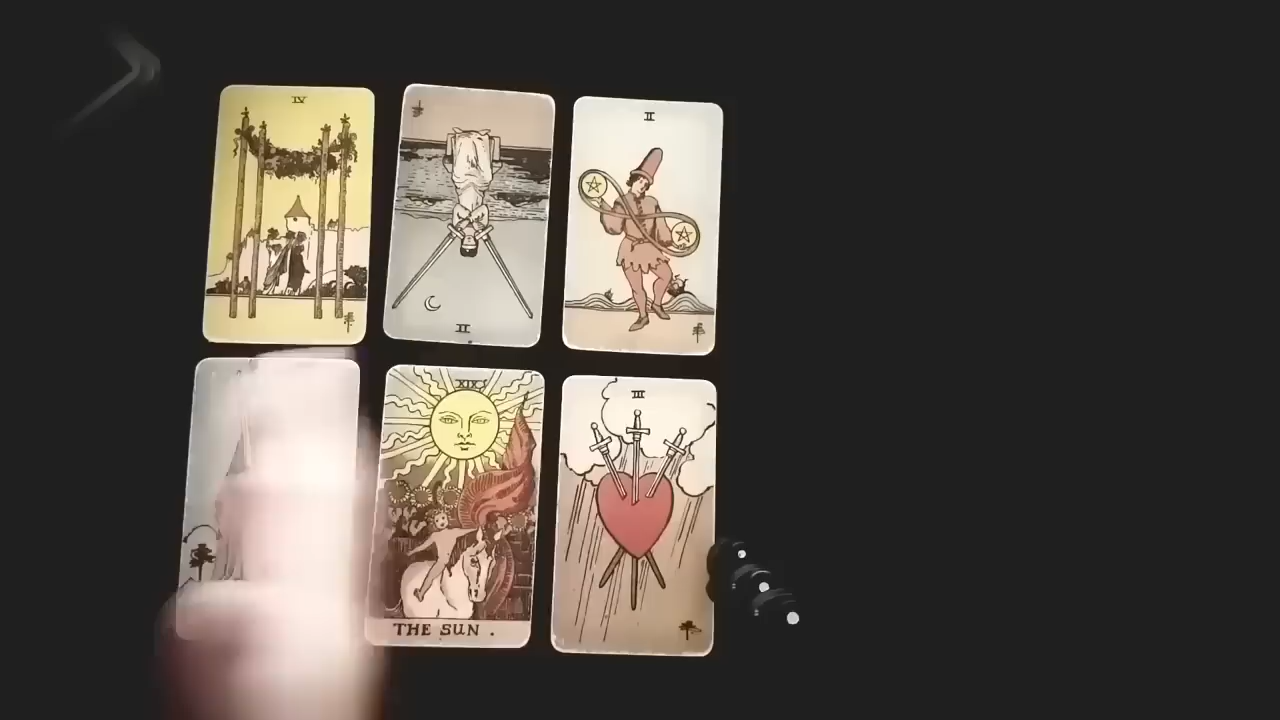 IV
II
II
XIX
III
THE SUN .